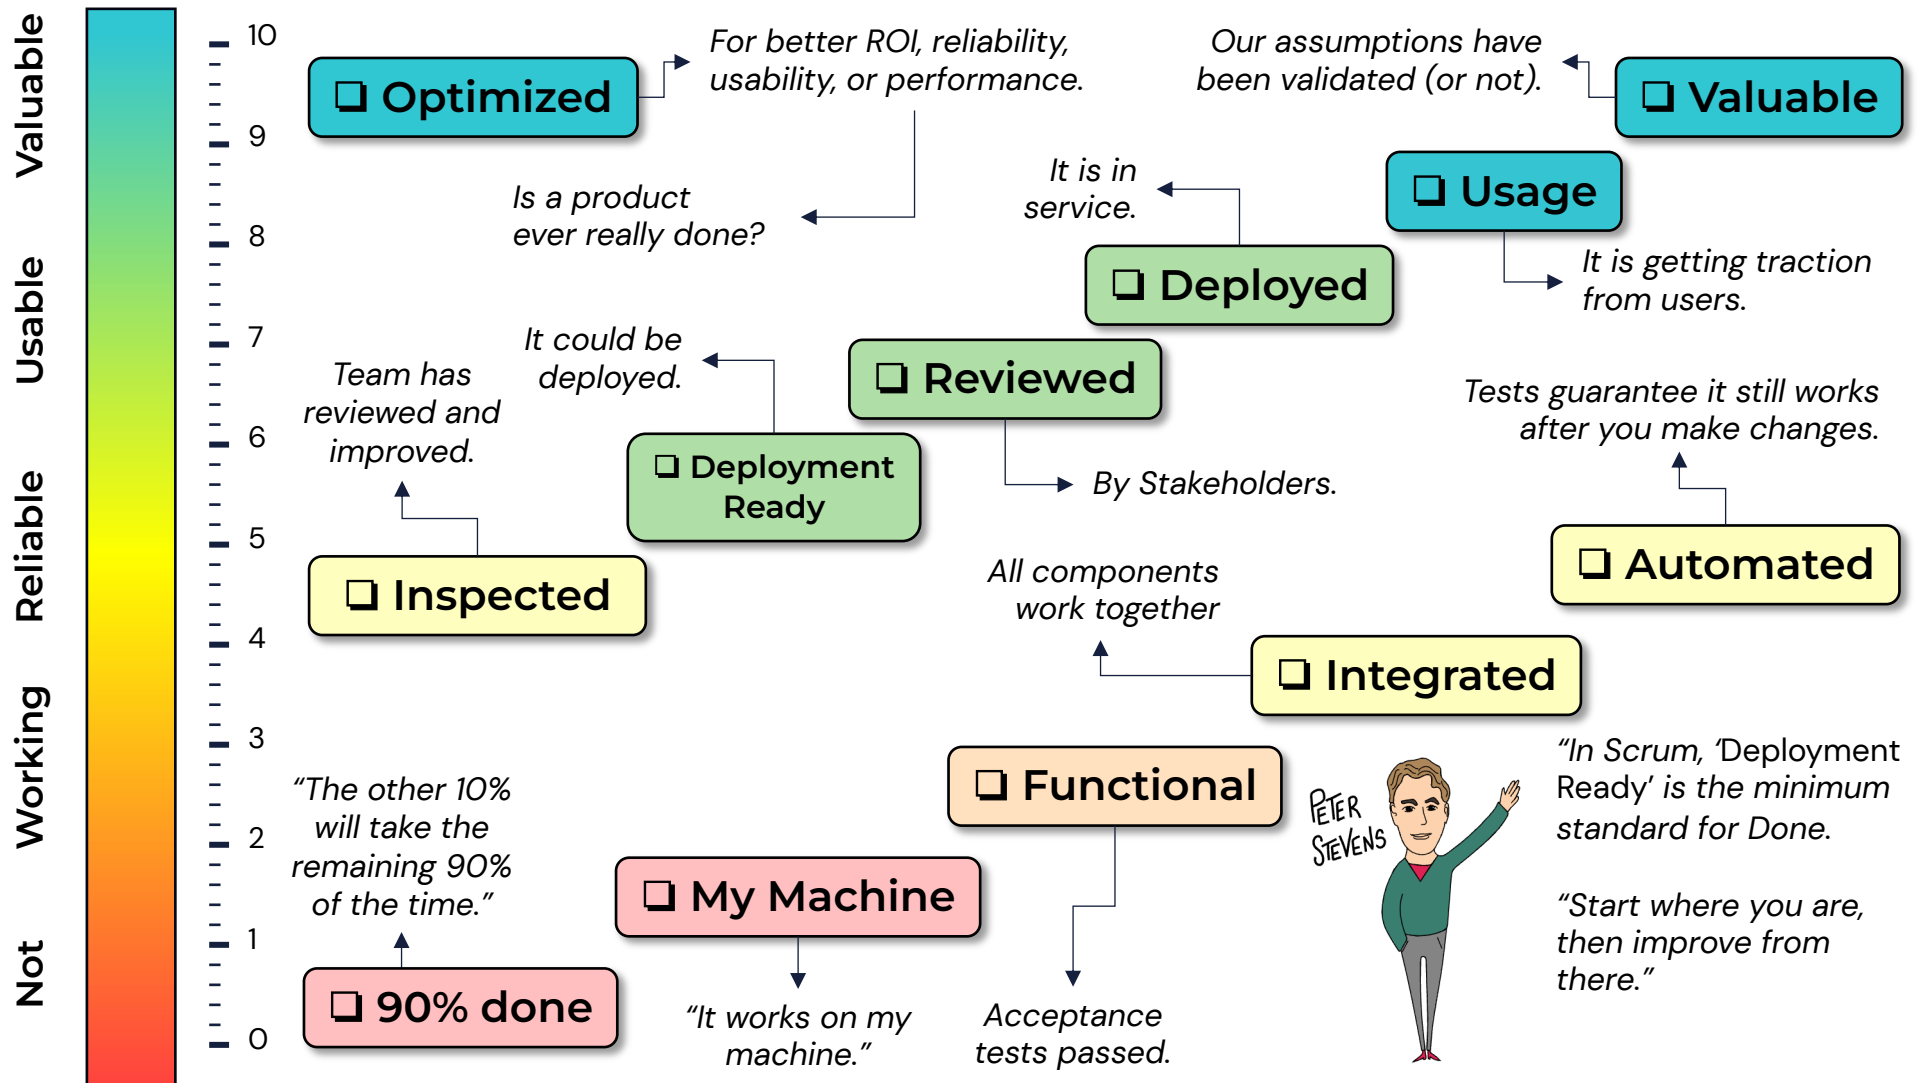 Valuable
Usable
Reliable
Working
Not
10
9
8
7
6
5
4
3
2
1
0
❏ Optimized
For better ROI, reliability,
usability, or performance.
Our assumptions have
been validated (or not).
❏ Valuable
Is a product
ever really done?
It is in
service.
❏ Usage
❏ Deployed
It is getting traction
from users.
It could be
deployed.
❏ Reviewed
Team has
reviewed and
improved.
Tests guarantee it still works
after you make changes.
❏ Deployment
Ready
By Stakeholders.
❏ Inspected
All components
work together
❏ Automated
❏ Integrated
❏ Functional
“The other 10%
will take the
remaining 90%
of the time.”
❏ My Machine
❏ 90% done
“It works on my
machine.”
Acceptance
tests passed.
PETER
STEVENS
“In Scrum, ‘Deployment
Ready’ is the minimum
standard for Done.
“Start where you are,
then improve from
there.”